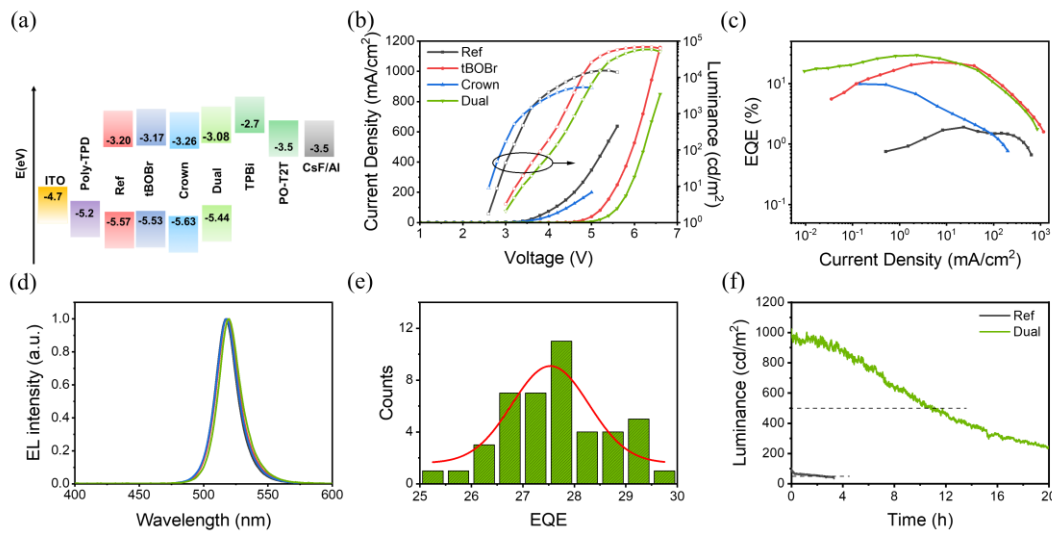 (a)
E(eV)
ITO
-4.7
Poly-TPD
-5.2
Ref
-3.20
-5.57
tBOBr
-3.17
-5.53
Crown
-3.26
-5.63
Dual
-3.08
-5.44
TPBi
-2.7
PO-T2T
-3.5
CsF/Al
-3.5
(b)
Current Density (mA/cm²)
1200
1000
800
600
400
200
0
Ref
tBOBr
Crown
Dual
10⁵
10⁴
10³
10²
10¹
10⁰
Luminance (cd/m²)
1 2 3 4 5 6 7
Voltage (V)
(c)
EQE (%)
10¹
10⁰
10⁻¹
10⁻² 10⁻¹ 10⁰ 10¹ 10² 10³
Current Density (mA/cm²)
(d)
EL intensity (a.u.)
1.0
0.8
0.6
0.4
0.2
0.0
400 450 500 550 600
Wavelength (nm)
(e)
Counts
12
8
4
0
25 26 27 28 29 30
EQE
(f)
Luminance (cd/m²)
1200
1000
800
600
400
200
0
Ref
Dual
0 4 8 12 16 20
Time (h)